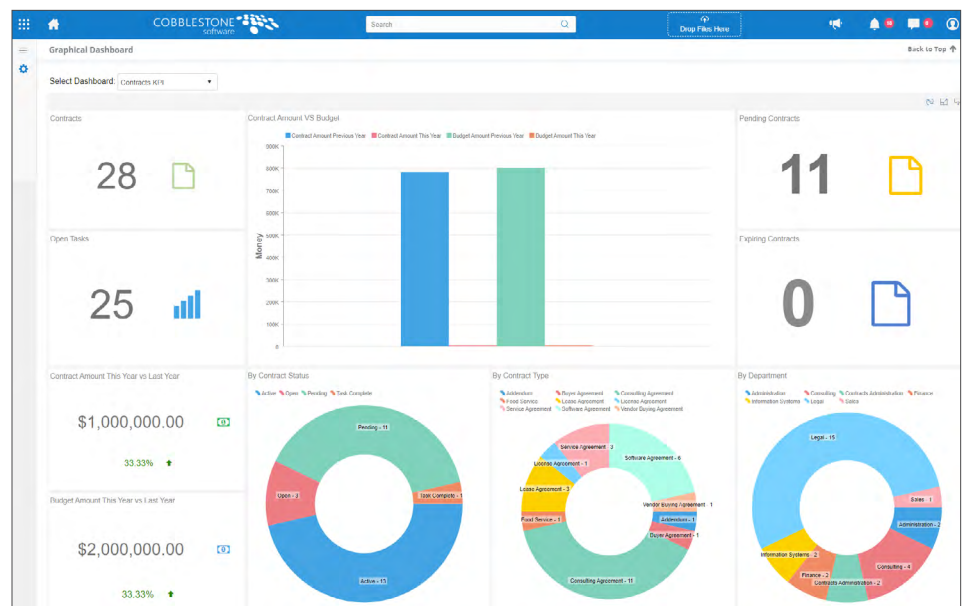 COBBLESTONE
software
Search
Drop Files Here
Graphical Dashboard
Back to Top
Select Dashboard: Contracts KPI
Contracts
28
Contract Amount VS Budget
Contract Amount Previous Year Contract Amount This Year Budget Amount Previous Year Budget Amount This Year
900K
800K
700K
600K
500K
400K
300K
200K
100K
0
Money
Pending Contracts
11
Open Tasks
25
Expiring Contracts
0
Contract Amount This Year vs Last Year
$1,000,000.00
33.33%
Budget Amount This Year vs Last Year
$2,000,000.00
33.33%
By Contract Status
Active Open Pending Task Complete
Pending - 11
Open - 3
Task Complete - 1
Active - 13
By Contract Type
Addendum Buyer Agreement Consulting Agreement
Food Service Lease Agreement License Agreement
Service Agreement Software Agreement Vendor Buying Agreement
Service Agreement - 3
Software Agreement - 6
License Agreement - 1
Lease Agreement - 3
Vendor Buying Agreement - 1
Food Service - 1
Addendum - 1
Buyer Agreement - 1
Consulting Agreement - 11
By Department
Administration Consulting Contracts Administration Finance
Information Systems Legal Sales
Legal - 15
Sales - 1
Administration - 2
Information Systems - 2
Consulting - 4
Finance - 2
Contracts Administration - 2